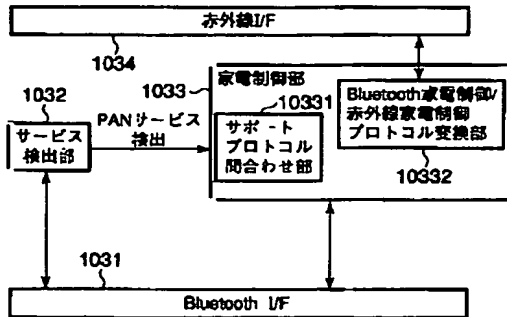 赤外線I/F
1034
1033
家電制御部
1032
PANサービス
検出
10331
サービス
検出部
サポート
プロトコル
問合わせ部
Bluetooth家電制御/
赤外線家電制御
プロトコル変換部
10332
1031
Bluetooth I/F